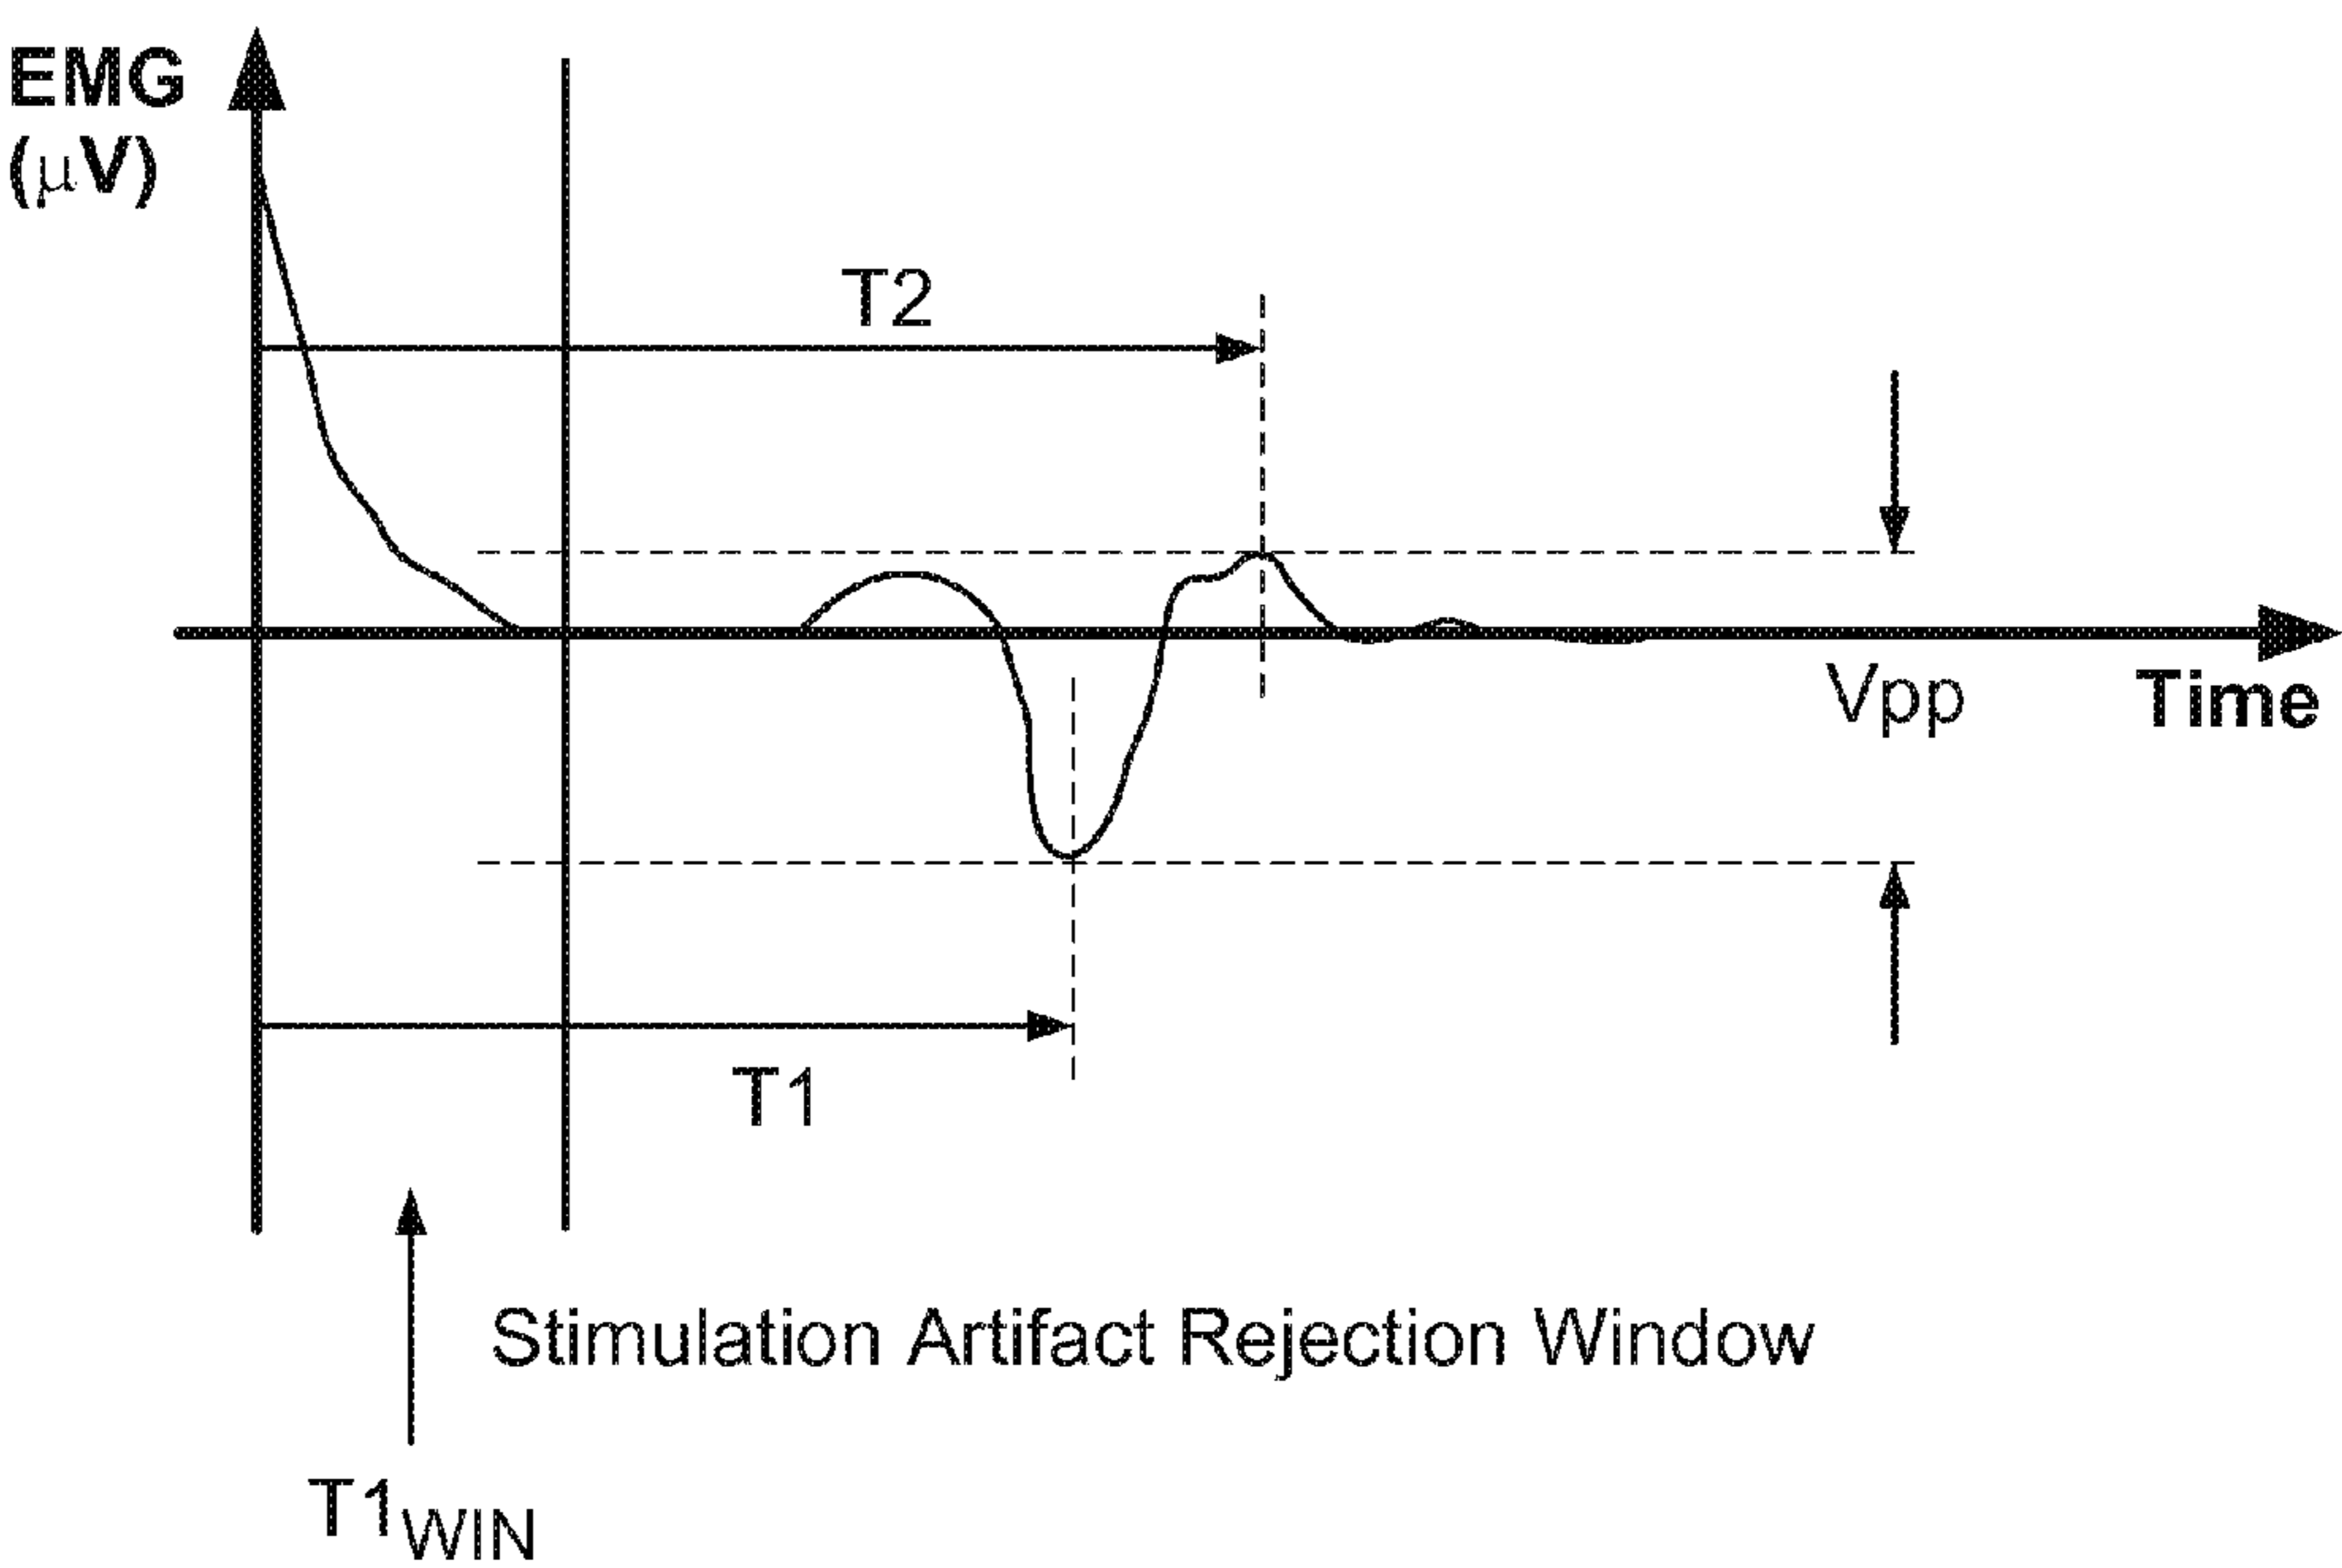 EMG
(μV)
T2
Vpp
Time
T1
Stimulation Artifact Rejection Window
T1WIN